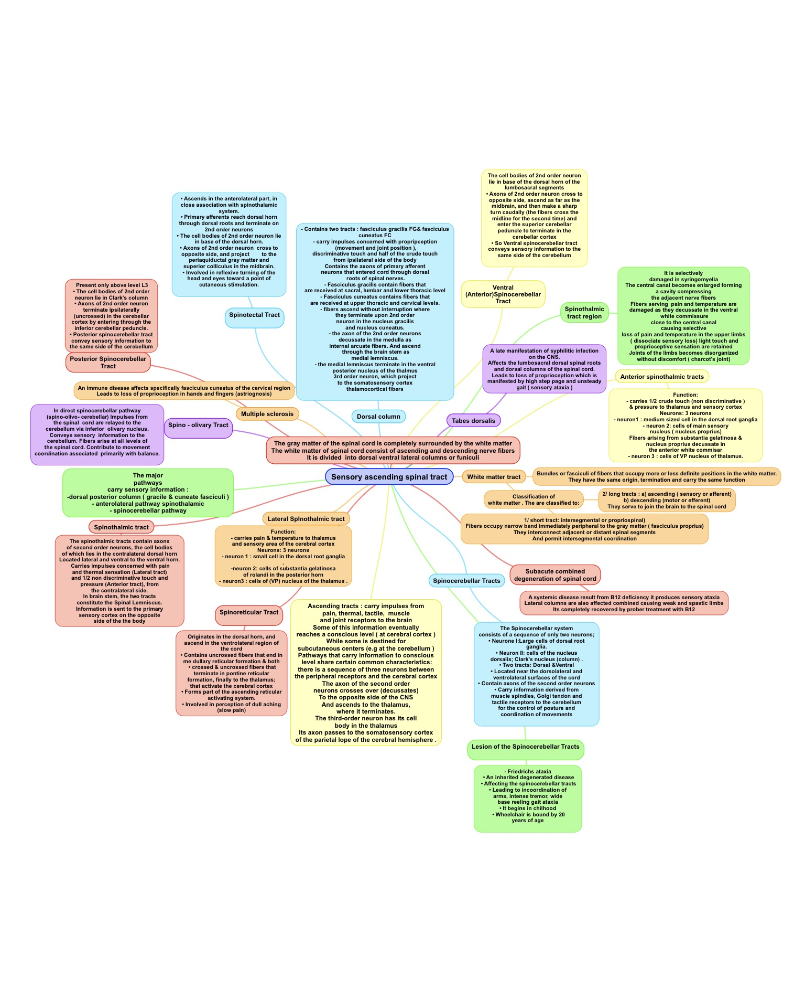 The cell bodies of 2nd order neuron
lie in base of the dorsal horn of the
lumbosacral segments
• Axons of 2nd order neuron cross to
opposite side, ascend as far as the
midbrain, and then make a sharp
turn caudally (the fibers cross the
midline for the second time) and
enter the superior cerebellar
peduncle to terminate in the
cerebellar cortex
• So Ventral spinocerebellar tract
conveys sensory information to the
same side of the cerebellum
Ventral
(Anterior)Spinocerebellar
Tract
• Ascends in the anterolateral part, in
close association with spinothalamic
system.
• Primary afferents reach dorsal horn
through dorsal roots and terminate on
2nd order neurons
• The cell bodies of 2nd order neuron lie
in base of the dorsal horn.
• Axons of 2nd order neuron  cross to
opposite side, and project      to the
periaquiductal gray matter and
superior colliculus in the midbrain.
• Involved in reflexive turning of the
head and eyes toward a point of
cutaneous stimulation.
Spinotectal Tract
- Contains two tracts : fasciculus gracilis FG& fasciculus
cuneatus FC
- carry impulses concerned with propripception
(movement and joint position ),
discriminative touch and half of the crude touch
from ipsilateral side of the body
Contains the axons of primary afferent
neurons that entered cord through dorsal
roots of spinal nerves.
- Fasciculus gracilis contain fibers that
are received at sacral, lumbar and lower thoracic level
- Fasciculus cuneatus contains fibers that
are received at upper thoracic and cervical levels.
- fibers ascend without interruption where
they terminate upon 2nd order
neuron in the nucleus gracilis
and nucleus cuneatus.
- the axon of the 2nd order neurons
decussate in the medulla as
internal arcuate fibers. And ascend
through the brain stem as
medial lemniscus.
- the medial lemniscus terminate in the ventral
posterior nucleus of the thalmus
3rd order neuron, which project
to the somatosensory cortex
thalamocortical fibers
Dorsal column
It is selectively
damaged in syringomyelia
The central canal becomes enlarged forming
a cavity compressing
the adjacent nerve fibers
Fibers serving  pain and temperature are
damaged as they decussate in the ventral
white commissure
close to the central canal
causing selective
loss of pain and temperature in the upper limbs
( dissociate sensory loss) light touch and
proprioceptive sensation are retained
Joints of the limbs becomes disorganized
without discomfort ( charcot's joint)
Spinothalmic
tract region
Present only above level L3
• The cell bodies of 2nd order
neuron lie in Clark's column
• Axons of 2nd order neuron
terminate ipsilaterally
(uncrossed) in the cerebellar
cortex by entering through the
inferior cerebellar peduncle.
• Posterior spinocerebellar tract
convey sensory information to
the same side of the cerebellum
Posterior Spinocerebellar
Tract
A late manifestation of syphilitic infection
on the CNS.
Affects the lumbosacral dorsal spinal roots
and dorsal columns of the spinal cord.
Leads to loss of proprioception which is
manifested by high step page and unsteady
gait ( sensory ataxia )
Tabes dorsalis
Anterior spinothalmic tracts
Function:
- carries 1/2 crude touch (non discriminative )
& pressure to thalamus and sensory cortex
Neurons: 3 neurons
- neuron1 : medium sized cell in the dorsal root ganglia
- neuron 2: cells of main sensory
nucleus ( nucleus proprius)
Fibers arising from substantia gelatinosa &
nucleus proprius decussate in
the anterior white commisar
- neuron 3 : cells of VP nucleus of thalamus.
An immune disease affects specifically fasciculus cuneatus of the cervical region
Leads to loss of proprioception in hands and fingers (astriognosis)
Multiple sclerosis
In direct spinocerebellar pathway
(spino-olivo- cerebellar) Impulses from
the spinal  cord are relayed to the
cerebellum via inferior  olivary nucleus.
Conveys sensory  information to the
cerebellum. Fibers arise at all levels of
the spinal cord. Contribute to movement
coordination associated  primarily with balance.
Spino - olivary Tract
The gray matter of the spinal cord is completely surrounded by the white matter
The white matter of spinal cord consist of ascending and descending nerve fibers
It is divided  into dorsal ventral lateral columns or funiculi
Sensory ascending spinal tract
White matter tract
Bundles or fasciculi of fibers that occupy more or less definite positions in the white matter.
They have the same origin, termination and carry the same function
Classification of
white matter . The are classified to:
2/ long tracts : a) ascending ( sensory or afferent)
b) descending (motor or efferent)
They serve to join the brain to the spinal cord
1/ short tract: intersegmental or propriospinal)
Fibers occupy narrow band immediately peripheral to the gray matter ( fasciculus proprius)
They interconnect adjacent or distant spinal segments
And permit intersegmental coordination
The major
pathways
carry sensory information :
-dorsal posterior column ( gracile & cuneate fasciculi )
- anterolateral pathway spinothalamic
- spinocerebellar pathway
SpInothalmic tract
The spinothalmic tracts contain axons
of second order neurons, the cell bodies
of which lies in the contralateral dorsal horn
Located lateral and ventral to the ventral horn.
Carries impulses concerned with pain
and thermal sensation (Lateral tract)
and 1/2 non discriminative touch and
pressure (Anterior tract), from
the contralateral side.
In brain stem, the two tracts
constitute the Spinal Lemniscus.
Information is sent to the primary
sensory cortex on the opposite
side of the the body
Lateral SpInothalmic tract
Function:
- carries pain & temperature to thalamus
and sensory area of the cerebral cortex
Neurons: 3 neurons
- neuron 1 : small cell in the dorsal root ganglia
.
-neuron 2: cells of substantia gelatinosa
of rolandi in the posterior horn
- neuron3 : cells of (VP) nucleus of the thalamus .
Spinoreticular Tract
Originates in the dorsal horn, and
ascend in the ventrolateral region of
the cord
• Contains uncrossed fibers that end in
me dullary reticular formation & both
• crossed & uncrossed fibers that
terminate in pontine reticular
formation, finally to the thalamus;
that activate the cerebral cortex
• Forms part of the ascending reticular
activating system.
• Involved in perception of dull aching
(slow pain)
Ascending tracts : carry impulses from
pain, thermal, tactile,  muscle
and joint receptors to the brain
Some of this information eventually
reaches a conscious level ( at cerebral cortex )
While some is destined for
subcutaneous centers (e.g at the cerebellum )
Pathways that carry information to conscious
level share certain common characteristics:
there is a sequence of three neurons between
the peripheral receptors and the cerebral cortex
The axon of the second order
neurons crosses over (decussates)
To the opposite side of the CNS
And ascends to the thalamus,
where it terminates.
The third-order neuron has its cell
body in the thalamus
Its axon passes to the somatosensory cortex
of the parietal lope of the cerebral hemisphere .
Subacute combined
degeneration of spinal cord
A systemic disease result from B12 deficiency it produces sensory ataxia
Lateral columns are also affected combined causing weak and spastic limbs
Its completely recovered by prober treatment with B12
Spinocerebellar Tracts
The Spinocerebellar system
consists of a sequence of only two neurons;
• Neurone I:Large cells of dorsal root
ganglia.
• Neuron II: cells of the nucleus
dorsalis; Clark's nucleus (column) .
• Two tracts: Dorsal &Ventral
• Located near the dorsolateral and
ventrolateral surfaces of the cord
• Contain axons of the second order neurons
• Carry information derived from
muscle spindles, Golgi tendon and
tactile receptors to the cerebellum
for the control of posture and
coordination of movements
Lesion of the Spinocerebellar Tracts
- Friedrichs ataxia
• An inherited degenerated disease
• Affecting the spinocerebellar tracts
• Leading to incoordination of
arms, intense tremor, wide
base reeling gait ataxia
• It begins in chilhood
• Wheelchair is bound by 20
years of age